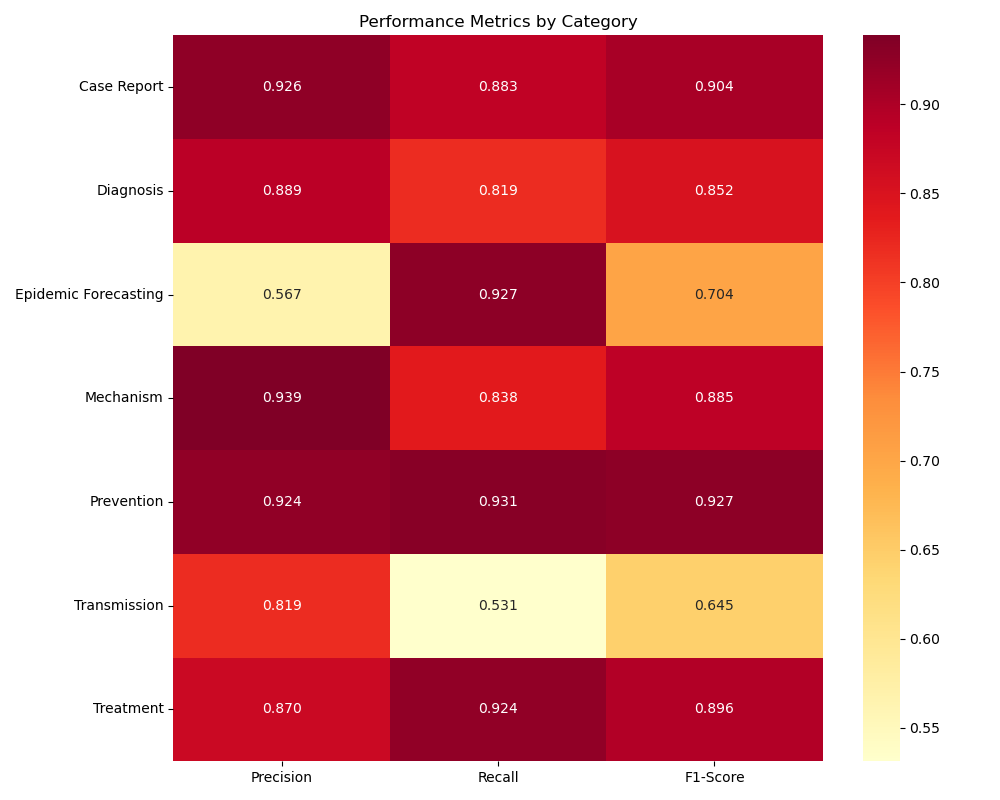 Performance Metrics by Category
Case Report 0.926 0.883 0.904
Diagnosis 0.889 0.819 0.852
Epidemic Forecasting 0.567 0.927 0.704
Mechanism 0.939 0.838 0.885
Prevention 0.924 0.931 0.927
Transmission 0.819 0.531 0.645
Treatment 0.870 0.924 0.896
Precision Recall F1-Score
0.90
0.85
0.80
0.75
0.70
0.65
0.60
0.55